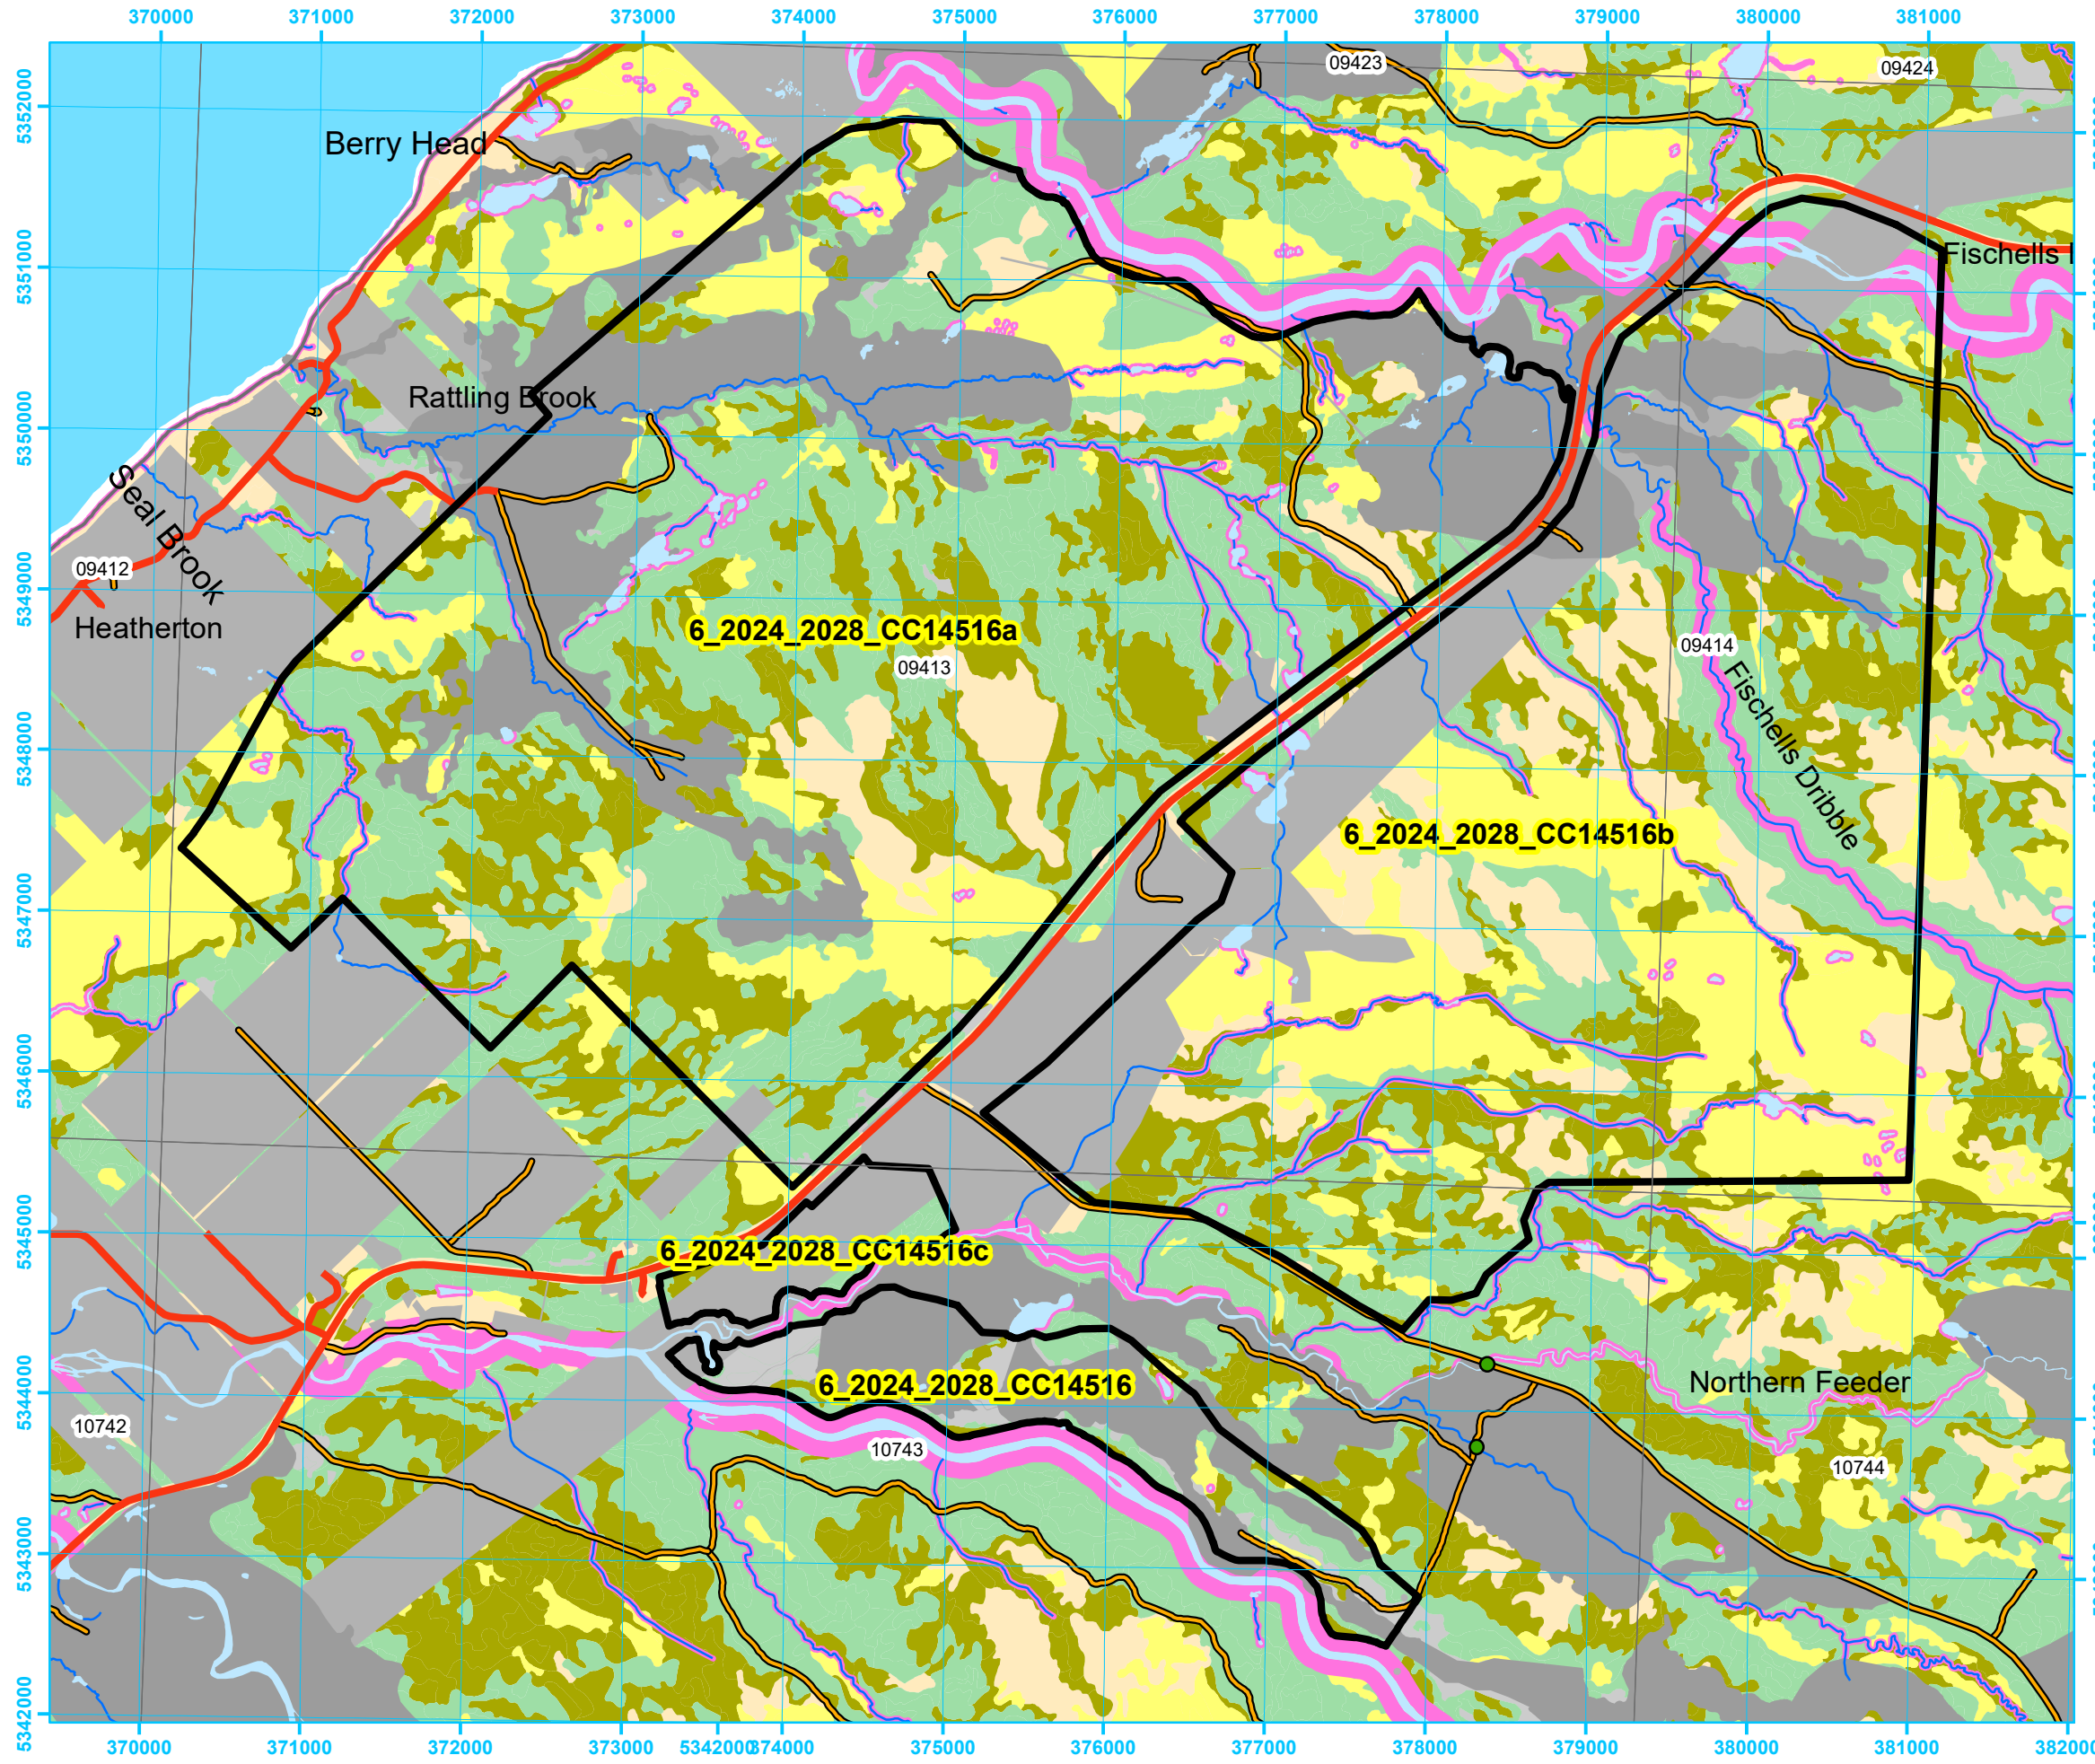 370000 371000 372000 373000 374000 375000 376000 377000 378000 379000 380000 381000
5352000
09423
09424
Berry Head
5351000
Fischells
Rattling Brook
5350000
Seal Brook
09412
5349000
Heatherton
6_2024_2028_CC14516a
09413
09414
Fischells Dribble
5348000
6_2024_2028_CC14516b
5347000
5346000
5345000
6_2024_2028_CC14516c
6_2024_2028_CC14516
Northern Feeder
5344000
10742
10743
10744
5343000
5342000
370000 371000 372000 373000 5342000 374000 375000 376000 377000 378000 379000 380000 381000 382000